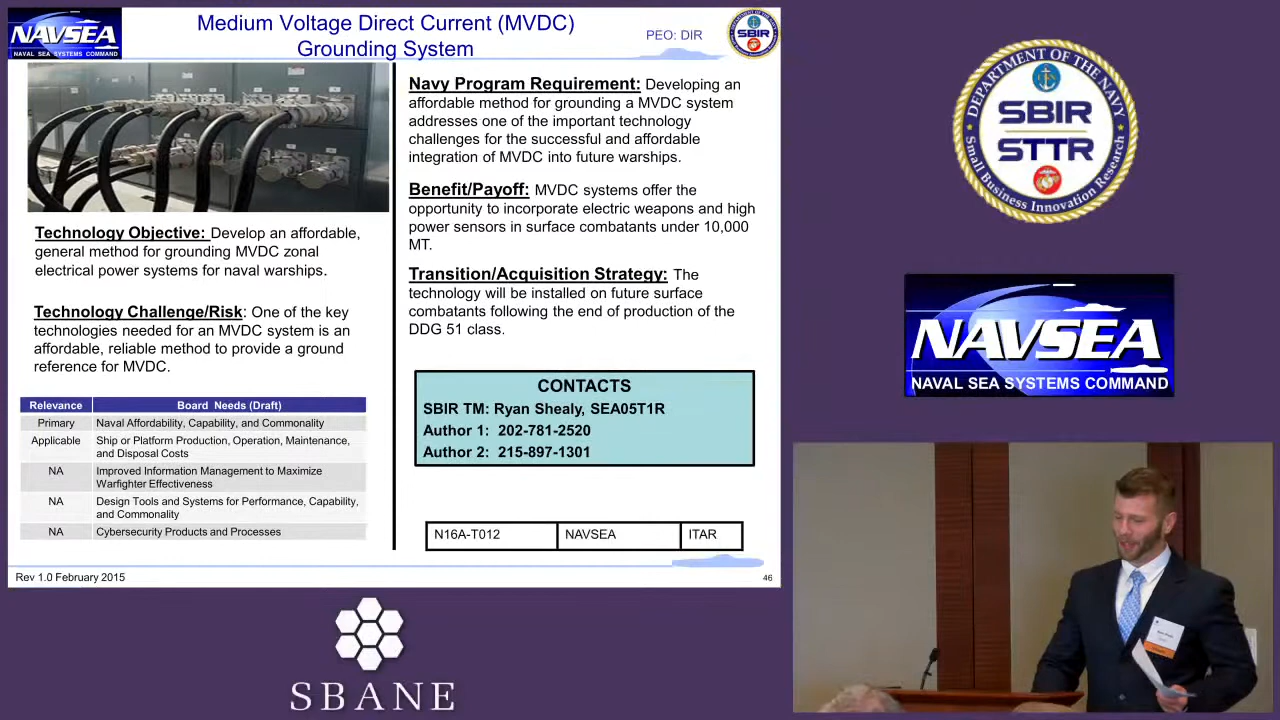 NAVSEA
NAVAL SEA SYSTEMS COMMAND
Medium Voltage Direct Current (MVDC)
Grounding System
PEO: DIR
SBIR
Technology Objective: Develop an affordable,
general method for grounding MVDC zonal
electrical power systems for naval warships.
Technology Challenge/Risk: One of the key
technologies needed for an MVDC system is an
affordable, reliable method to provide a ground
reference for MVDC.
Relevance Board Needs (Draft)
Primary Naval Affordability, Capability, and Commonality
Applicable Ship or Platform Production, Operation, Maintenance,
and Disposal Costs
NA Improved Information Management to Maximize
Warfighter Effectiveness
NA Design Tools and Systems for Performance, Capability,
and Commonality
NA Cybersecurity Products and Processes
Navy Program Requirement: Developing an
affordable method for grounding a MVDC system
addresses one of the important technology
challenges for the successful and affordable
integration of MVDC into future warships.
Benefit/Payoff: MVDC systems offer the
opportunity to incorporate electric weapons and high
power sensors in surface combatants under 10,000
MT.
Transition/Acquisition Strategy: The
technology will be installed on future surface
combatants following the end of production of the
DDG 51 class.
CONTACTS
SBIR TM: Ryan Shealy, SEA05T1R
Author 1: 202-781-2520
Author 2: 215-897-1301
N16A-T012 NAVSEA ITAR
Rev 1.0 February 2015
46
DEPARTMENT OF THE NAVY
SBIR
STTR
Small Business Innovation Research
NAVSEA
NAVAL SEA SYSTEMS COMMAND
SBANE